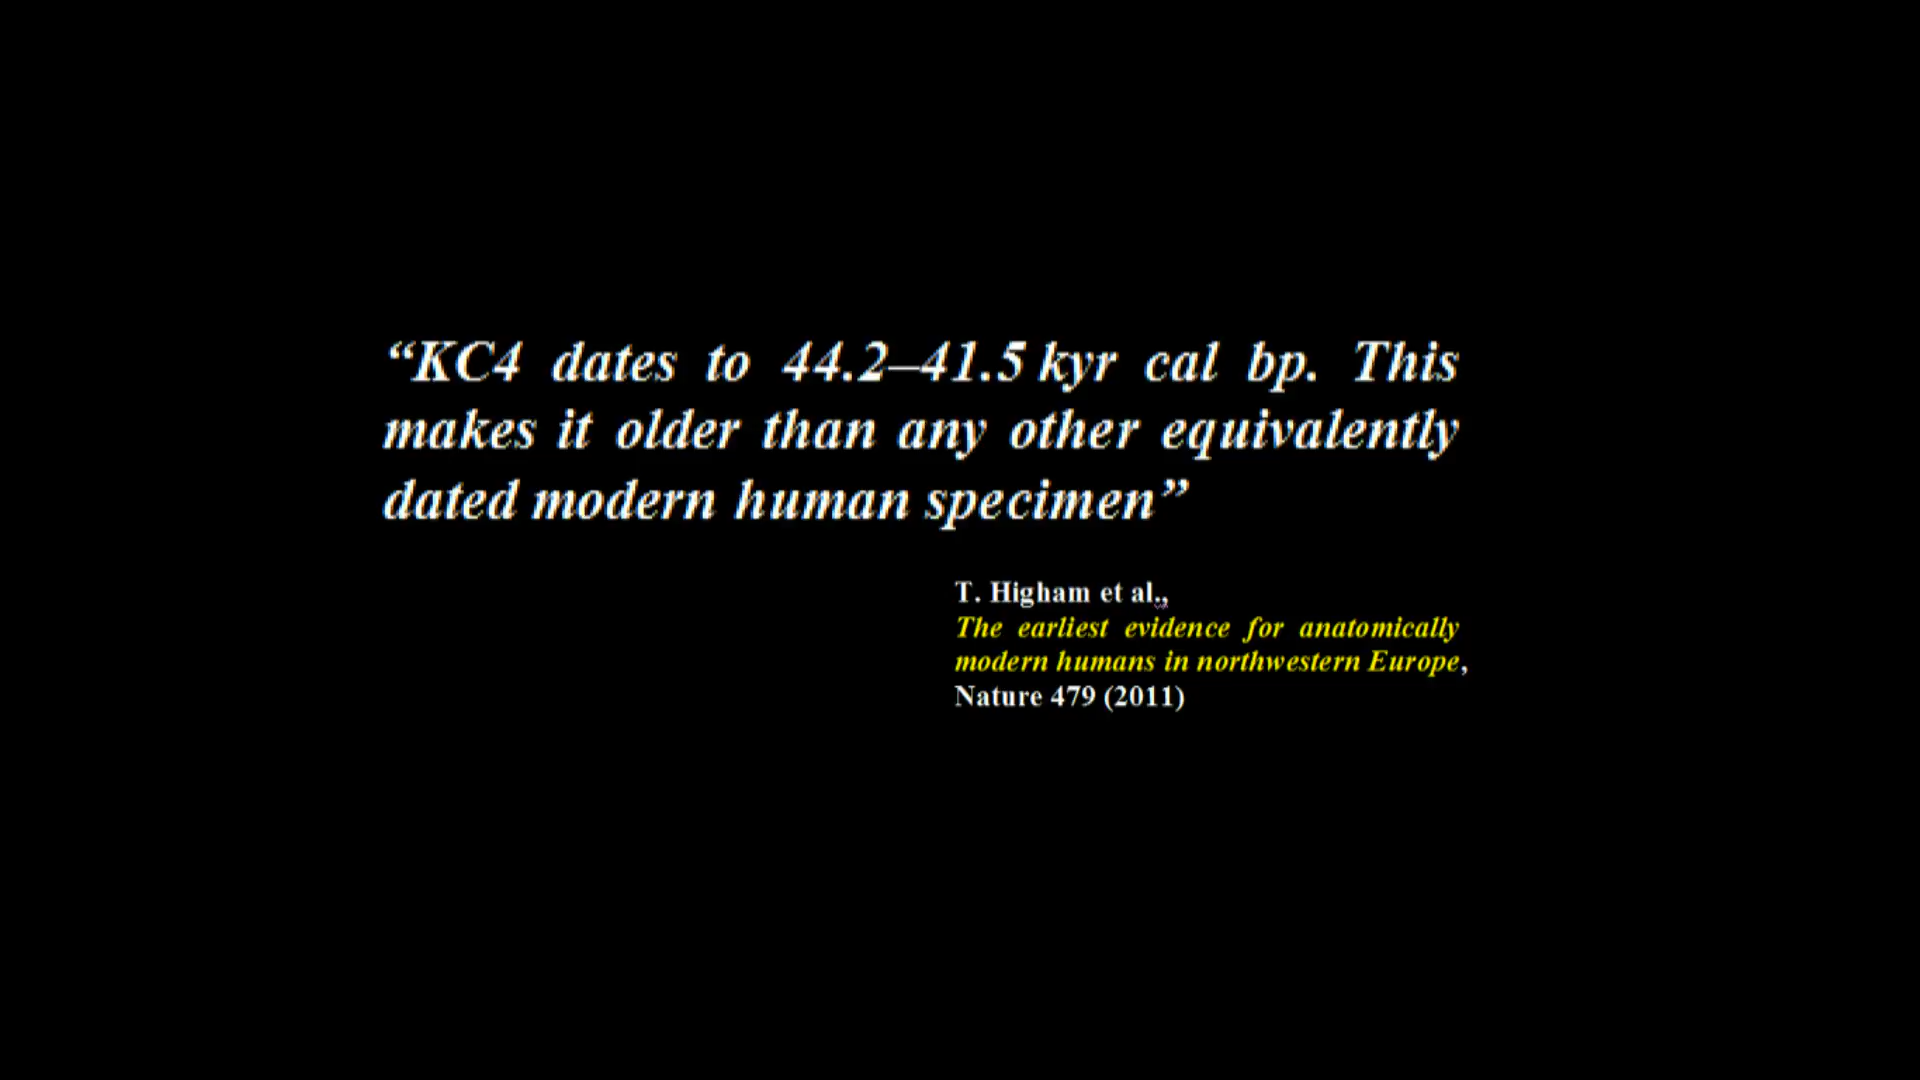 “KC4 dates to 44.2–41.5 kyr cal bp. This
makes it older than any other equivalently
dated modern human specimen”
T. Higham et al.,
The earliest evidence for anatomically
modern humans in northwestern Europe,
Nature 479 (2011)